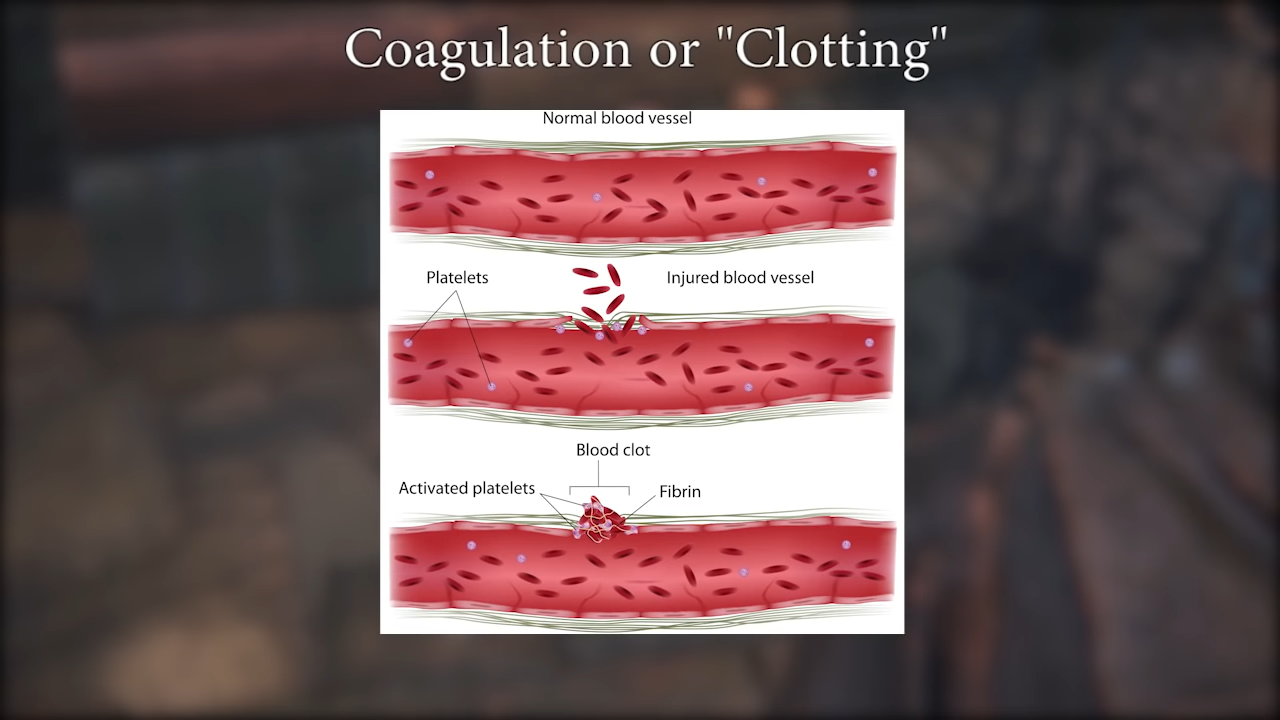 Coagulation or "Clotting"
Normal blood vessel
Platelets
Injured blood vessel
Blood clot
Activated platelets
Fibrin